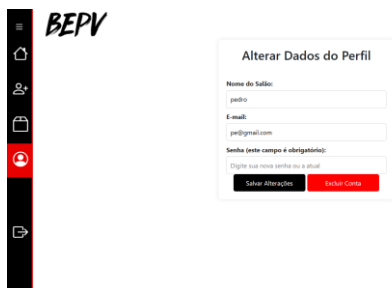 BEPV
Alterar Dados do Perfil
Nome do Salão:
pedro
E-mail:
pe@gmail.com
Senha (este campo é obrigatório):
Digite sua nova senha ou a atual
Salvar Alterações
Excluir Conta